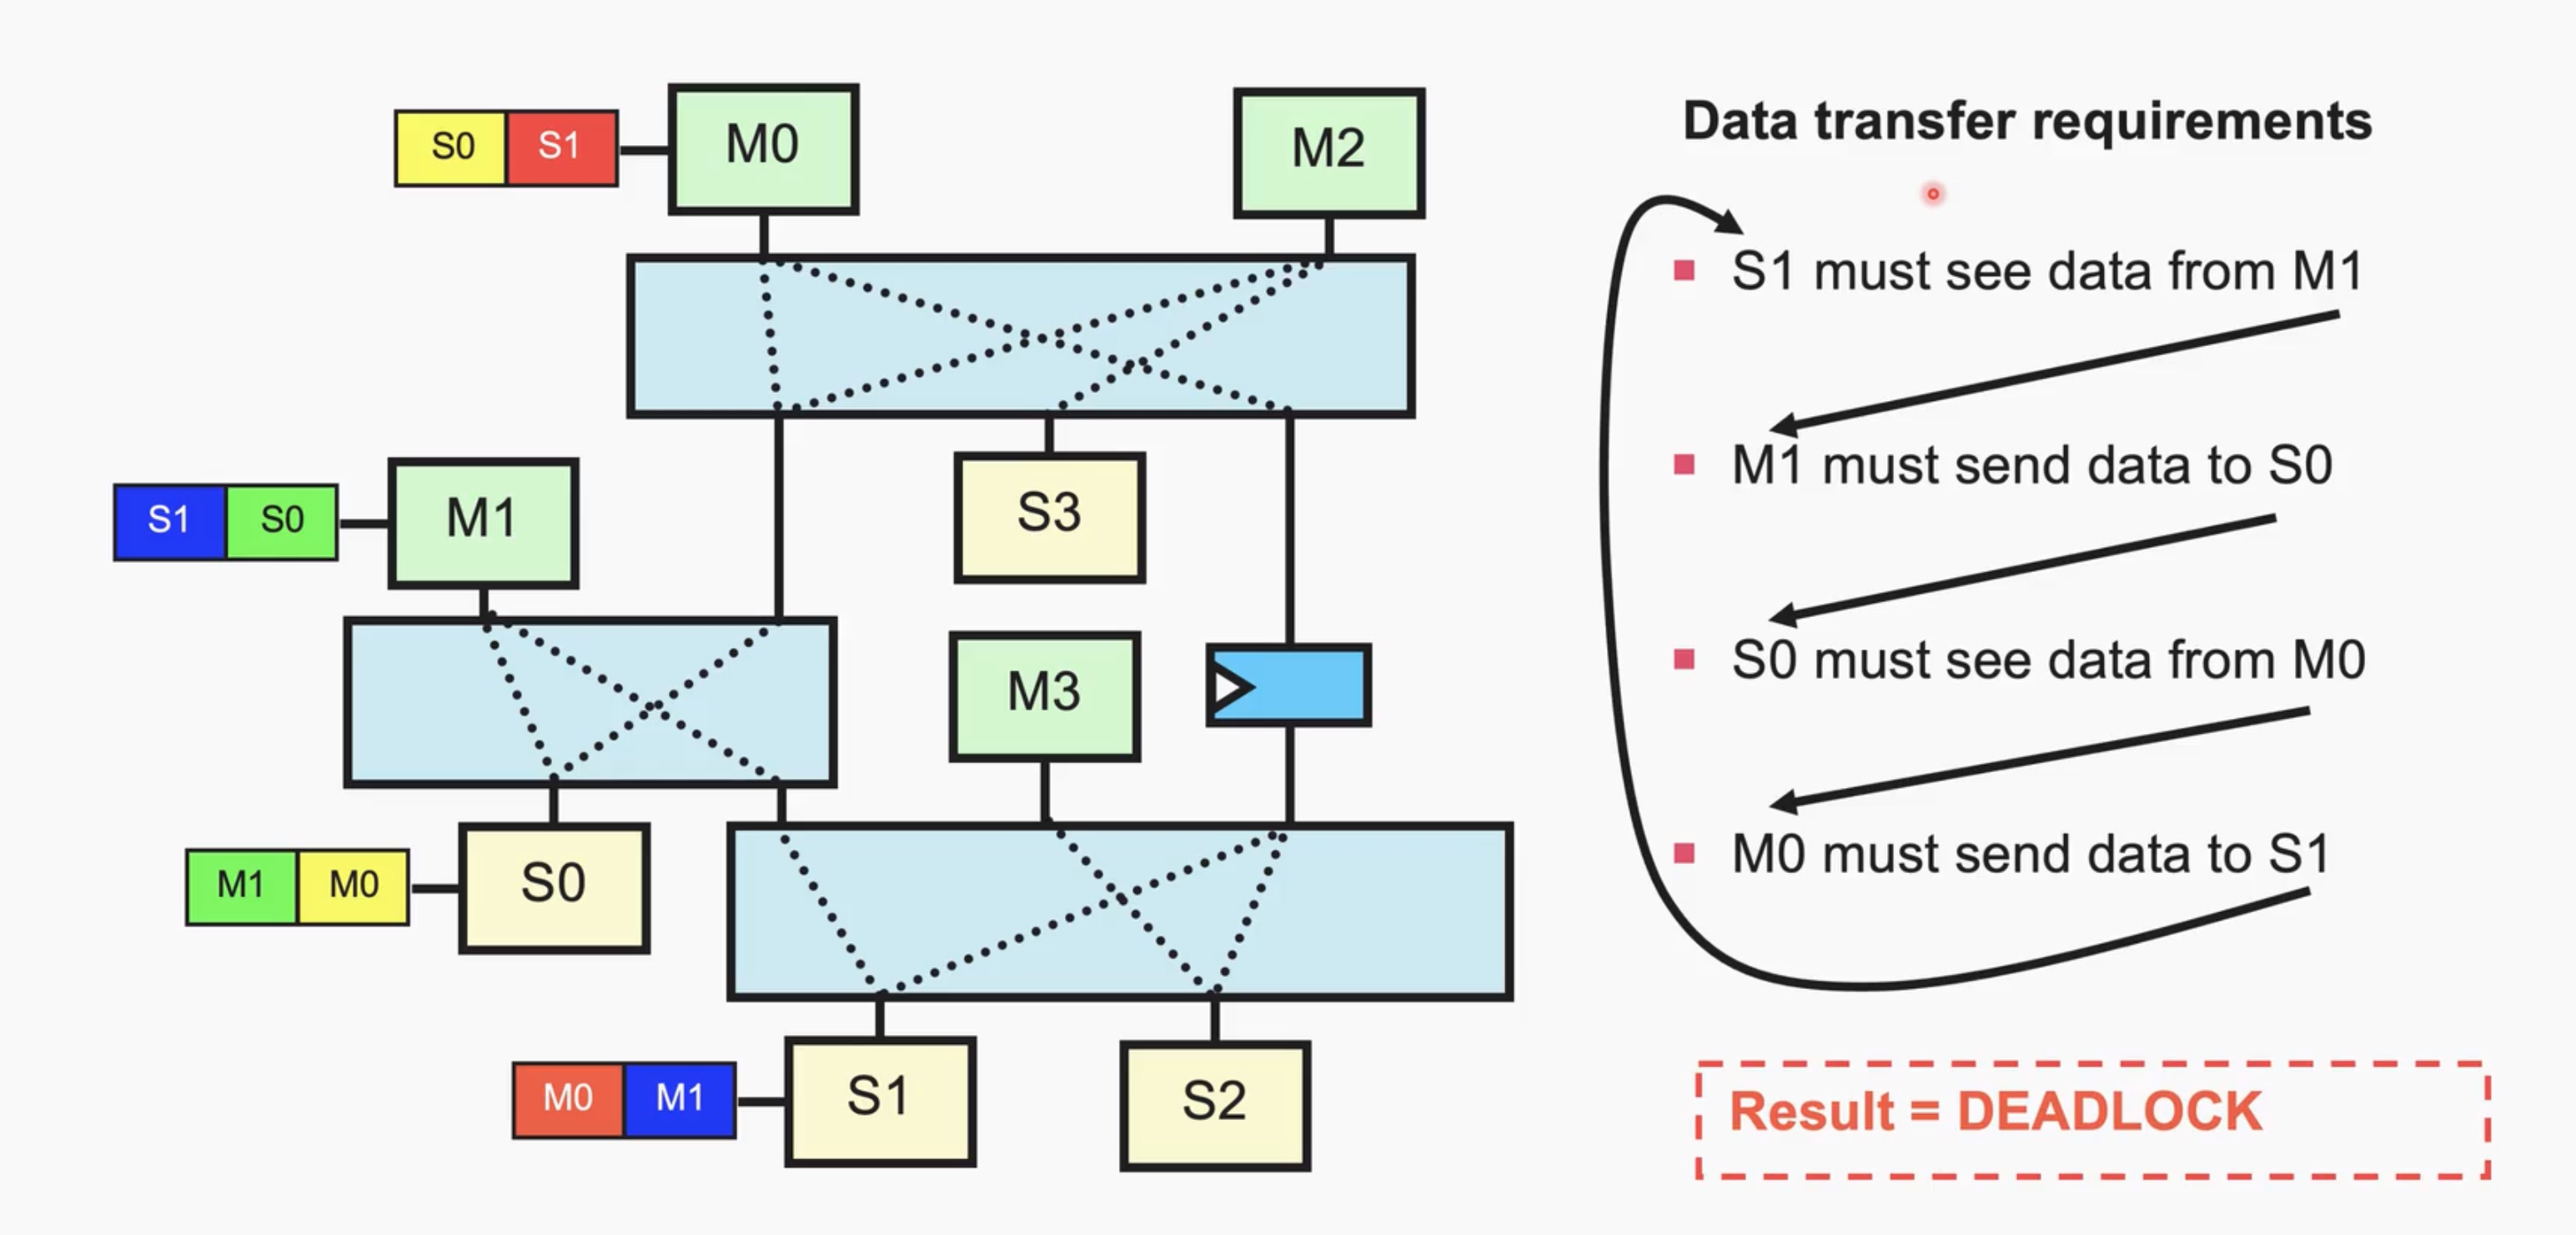 S0 S1 M0
M2
Data transfer requirements
S1 must see data from M1
M1 must send data to S0
S0 must see data from M0
M0 must send data to S1
S1 S0 M1
S3
M3
M1 M0 S0
M0 M1 S1
S2
Result = DEADLOCK